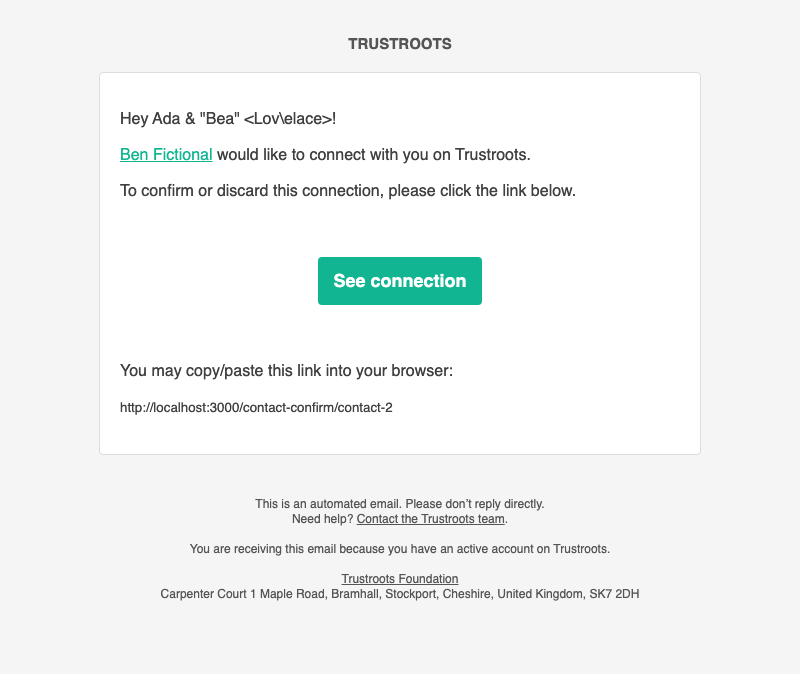 TRUSTROOTS
Hey Ada & "Bea" <Lov\elace>!
Ben Fictional would like to connect with you on Trustroots.
To confirm or discard this connection, please click the link below.
See connection
You may copy/paste this link into your browser:
http://localhost:3000/contact-confirm/contact-2
This is an automated email. Please don’t reply directly.
Need help? Contact the Trustroots team.
You are receiving this email because you have an active account on Trustroots.
Trustroots Foundation
Carpenter Court 1 Maple Road, Bramhall, Stockport, Cheshire, United Kingdom, SK7 2DH